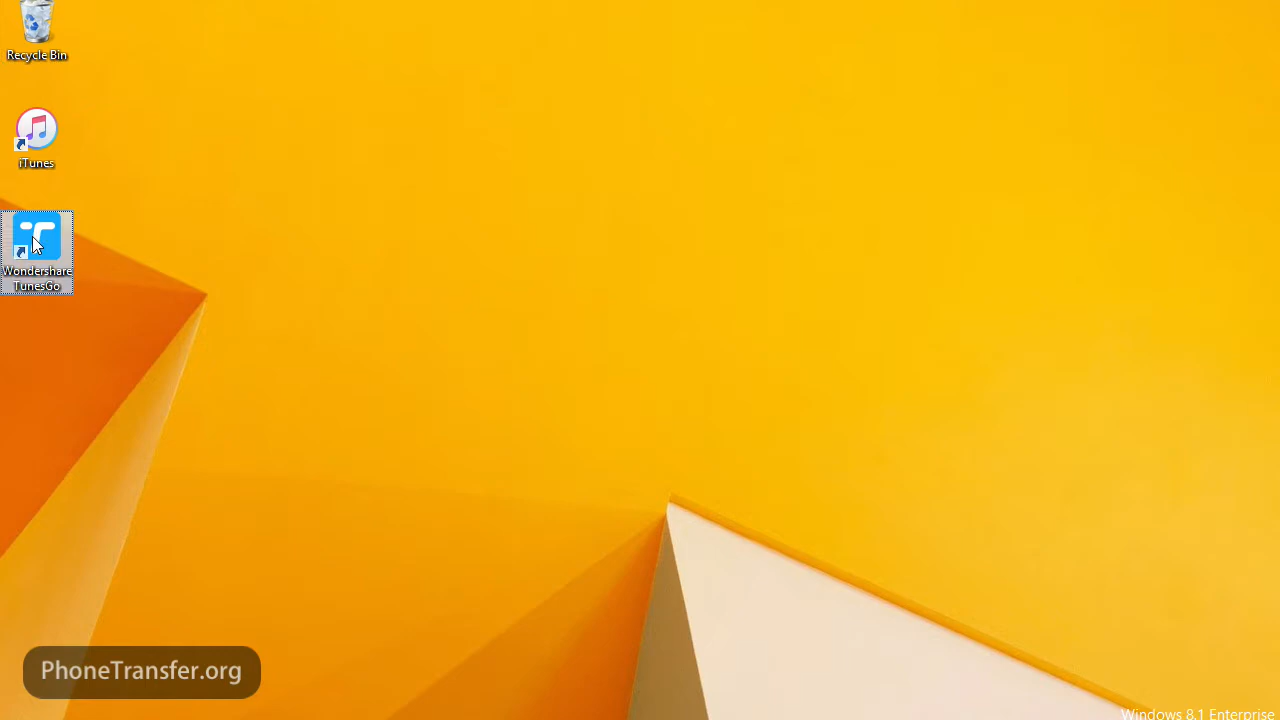 Recycle Bin
iTunes
Wondershare
TunesGo
PhoneTransfer.org
Windows 8.1 Enterprise